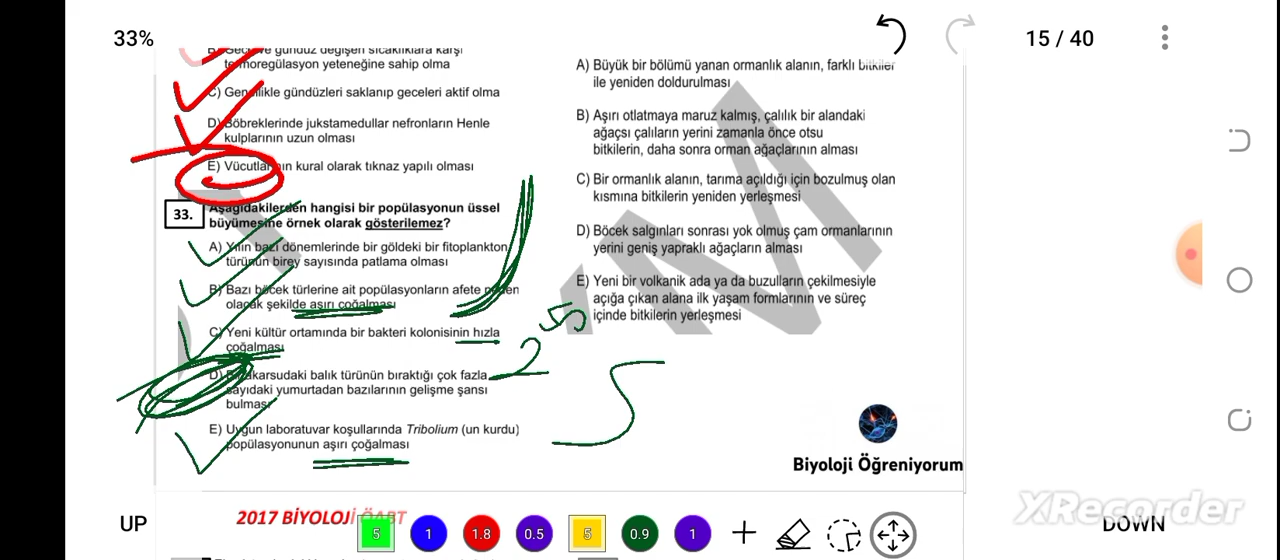 33%
15 / 40
B) Gece ve gündüz değişen sıcaklıklara karşı
termoregülasyon yeteneğine sahip olma
C) Genellikle gündüzleri saklanıp geceleri aktif olma
D) Böbreklerinde jukstamedullar nefronların Henle
kulplarının uzun olması
E) Vücutlarının kural olarak tıknaz yapılı olması
33.
Aşağıdakilerden hangisi bir popülasyonun üssel
büyümesine örnek olarak gösterilemez?
A) Yılın bazı dönemlerinde bir göldeki bir fitoplankton
türünün birey sayısında patlama olması
B) Bazı böcek türlerine ait popülasyonların afete neden
olacak şekilde aşırı çoğalması
C) Yeni kültür ortamında bir bakteri kolonisinin hızla
çoğalması
D) Bir akarsudaki balık türünün bıraktığı çok fazla
sayıdaki yumurtadan bazılarının gelişme şansı
bulması
E) Uygun laboratuvar koşullarında Tribolium (un kurdu)
popülasyonunun aşırı çoğalması
2 5
A) Büyük bir bölümü yanan ormanlık alanın, farklı bitkiler
ile yeniden doldurulması
B) Aşırı otlatmaya maruz kalmış, çalılık bir alandaki
ağaçsı çalıların yerini zamanla önce otsu
bitkilerin, daha sonra orman ağaçlarının alması
C) Bir ormanlık alanın, tarıma açıldığı için bozulmuş olan
kısmına bitkilerin yeniden yerleşmesi
D) Böcek salgınları sonrası yok olmuş çam ormanlarının
yerini geniş yapraklı ağaçların alması
E) Yeni bir volkanik ada ya da buzulların çekilmesiyle
açığa çıkan alana ilk yaşam formlarının ve süreç
içinde bitkilerin yerleşmesi
Biyoloji Öğreniyorum
XRecorder
UP
2017 BİYOLOJİ ÖABT
5
1
1.8
0.5
5
0.9
1
DOWN